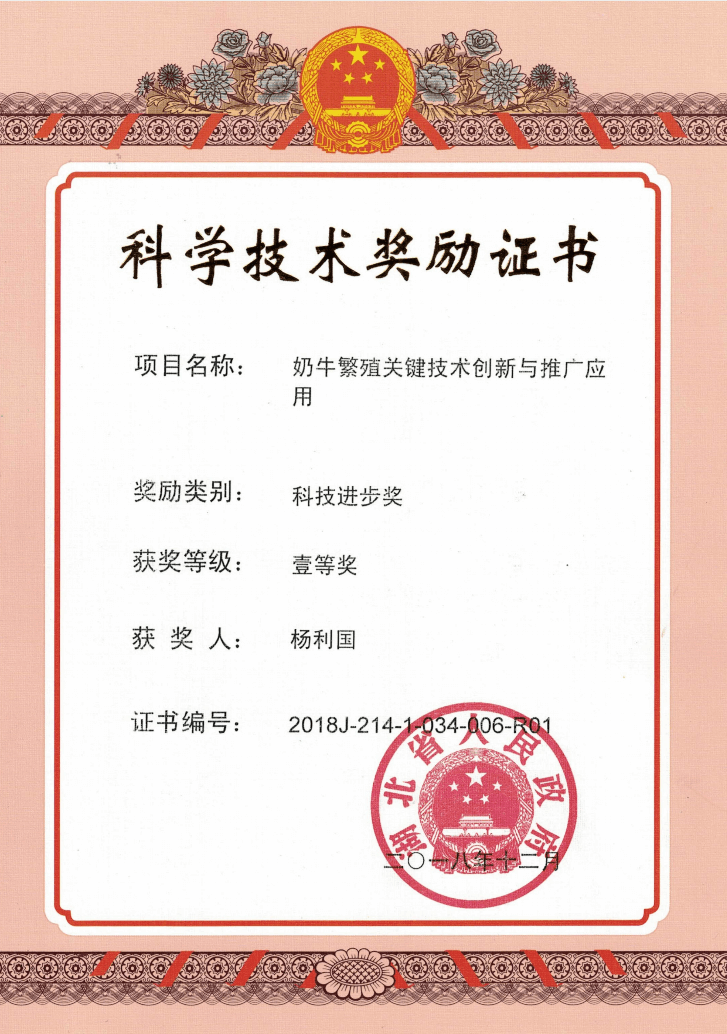 科学技术奖励证书
项目名称： 奶牛繁殖关键技术创新与推广应
用
奖励类别： 科技进步奖
获奖等级： 壹等奖
获 奖 人： 杨利国
证书编号： 2018J-214-1-034-006-R01
湖北省人民政府
二〇一八年十二月